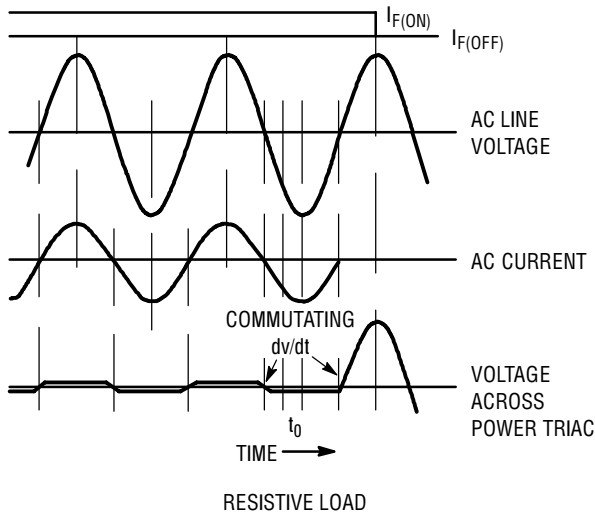 IF(ON)
IF(OFF)
AC LINE
VOLTAGE
AC CURRENT
COMMUTATING
dv/dt
VOLTAGE
ACROSS
POWER TRIAC
t0
TIME
RESISTIVE LOAD